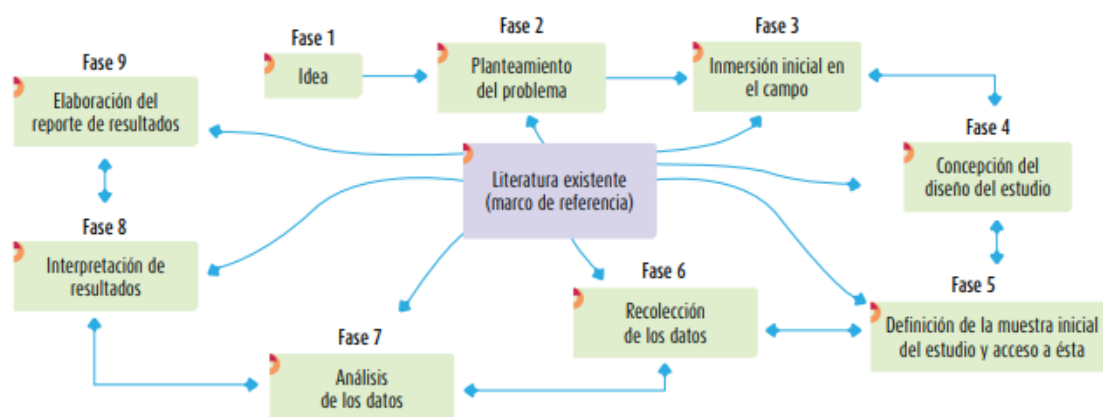 Fase 1
Idea
Fase 2
Planteamiento
del problema
Fase 3
Inmersión inicial en
el campo
Fase 4
Concepción del
diseño del estudio
Fase 5
Definición de la muestra inicial
del estudio y acceso a ésta
Fase 6
Recolección
de los datos
Fase 7
Análisis
de los datos
Fase 8
Interpretación de
resultados
Fase 9
Elaboración del
reporte de resultados
Literatura existente
(marco de referencia)